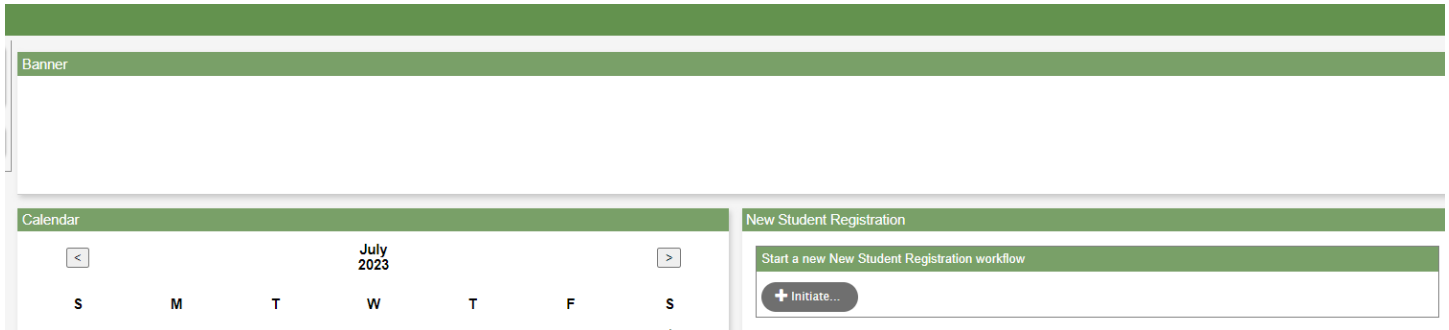 Banner
Calendar
New Student Registration
<
July
2023
>
Start a new New Student Registration workflow
S M T W T F S
Initiate...